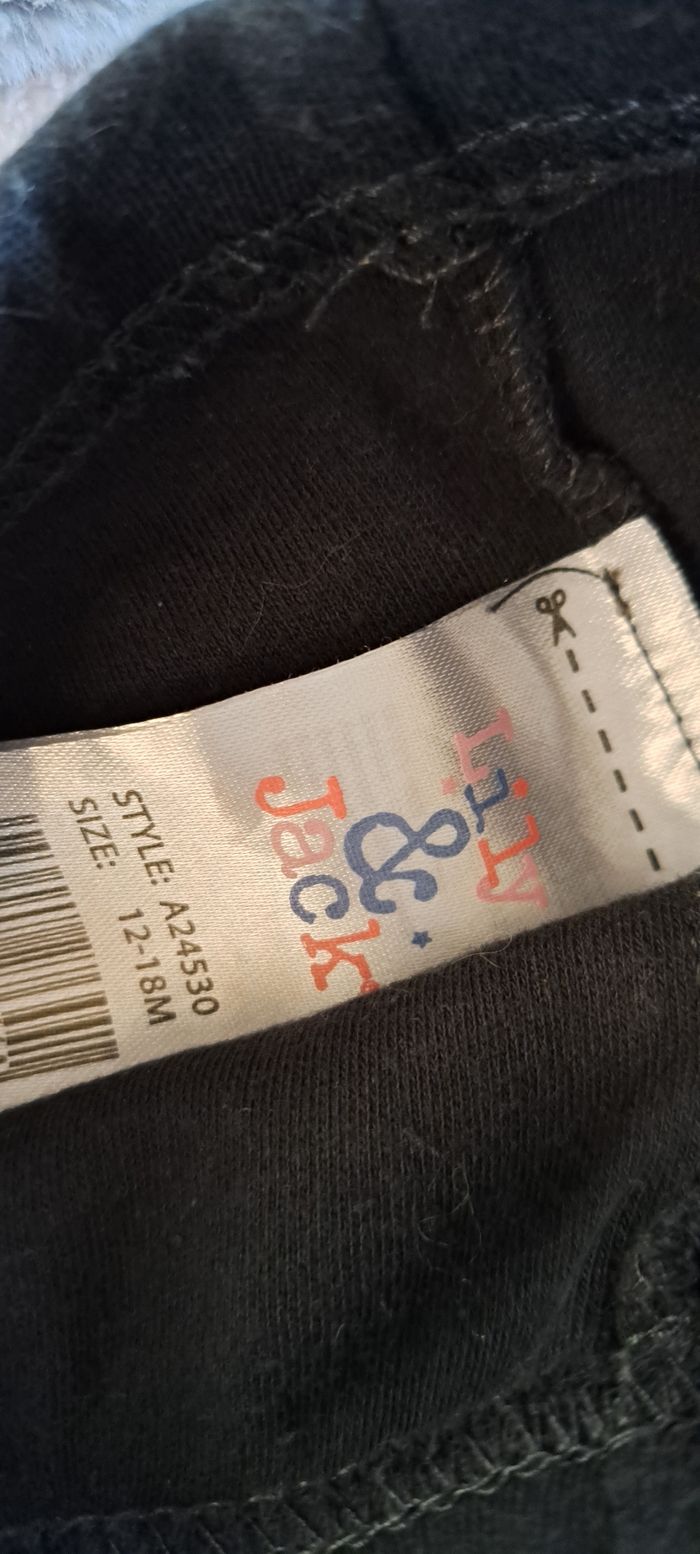 Lily
&
Jack
STYLE: A24530
SIZE: 12-18M